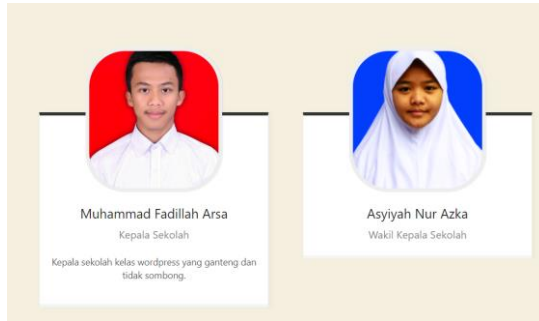 Muhammad Fadillah Arsa
Kepala Sekolah
Kepala sekolah kelas wordpress yang ganteng dan
tidak sombong.
Asyiyah Nur Azka
Wakil Kepala Sekolah